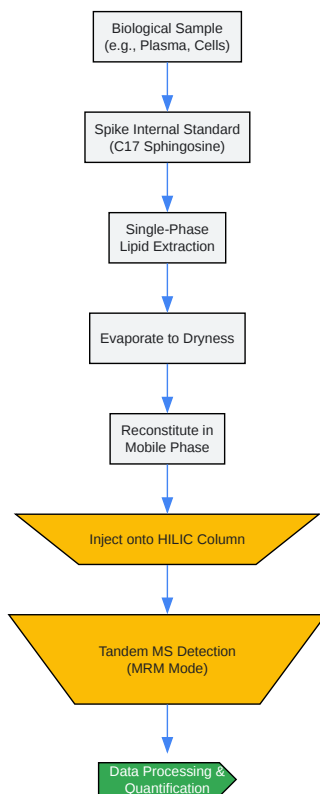 Biological Sample
(e.g., Plasma, Cells)
Spike Internal Standard
(C17 Sphingosine)
Single-Phase
Lipid Extraction
Evaporate to Dryness
Reconstitute in
Mobile Phase
Inject onto HILIC Column
Tandem MS Detection
(MRM Mode)
Data Processing &
Quantification